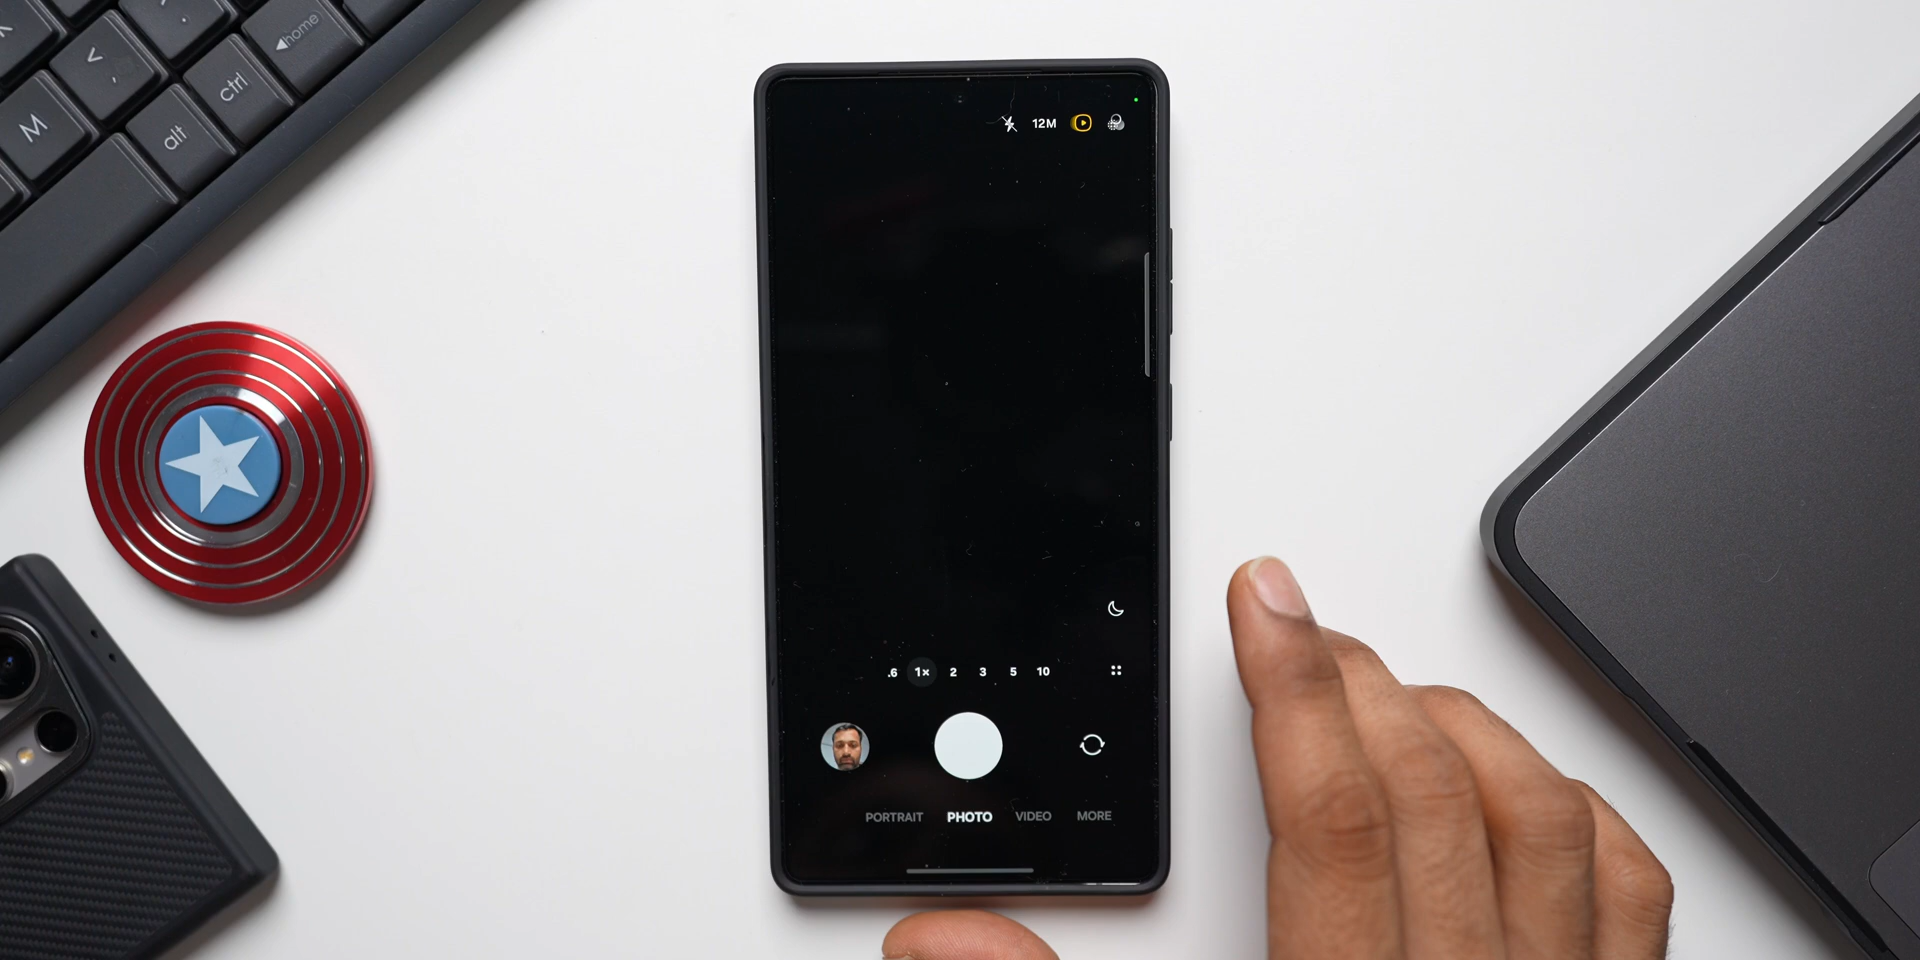 home
ctrl
alt
M
< ,
12M
.6 1× 2 3 5 10
PORTRAIT PHOTO VIDEO MORE